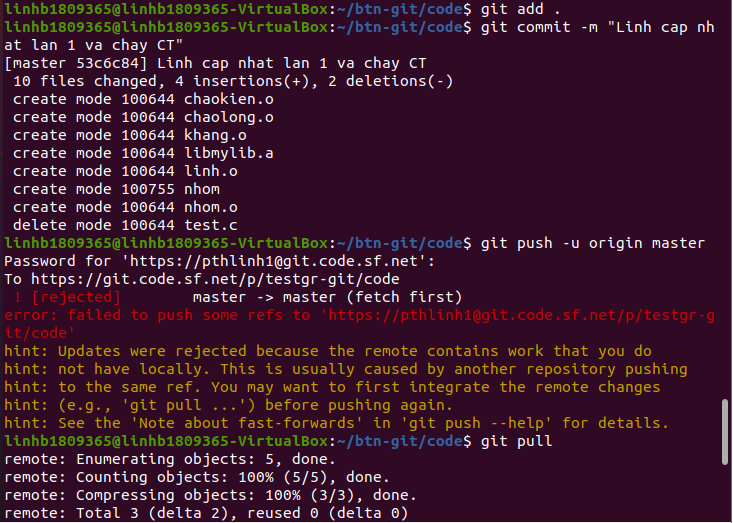 linhb1809365@linhb1809365-VirtualBox:~/btn-git/code$ git add .
linhb1809365@linhb1809365-VirtualBox:~/btn-git/code$ git commit -m "Linh cap nh
at lan 1 va chay CT"
[master 53c6c84] Linh cap nhat lan 1 va chay CT
 10 files changed, 4 insertions(+), 2 deletions(-)
 create mode 100644 chaokien.o
 create mode 100644 chaolong.o
 create mode 100644 khang.o
 create mode 100644 libmylib.a
 create mode 100644 linh.o
 create mode 100755 nhom
 create mode 100644 nhom.o
 delete mode 100644 test.c
linhb1809365@linhb1809365-VirtualBox:~/btn-git/code$ git push -u origin master
Password for 'https://pthlinh1@git.code.sf.net':
To https://git.code.sf.net/p/testgr-git/code
 ! [rejected]        master -> master (fetch first)
error: failed to push some refs to 'https://pthlinh1@git.code.sf.net/p/testgr-g
it/code'
hint: Updates were rejected because the remote contains work that you do
hint: not have locally. This is usually caused by another repository pushing
hint: to the same ref. You may want to first integrate the remote changes
hint: (e.g., 'git pull ...') before pushing again.
hint: See the 'Note about fast-forwards' in 'git push --help' for details.
linhb1809365@linhb1809365-VirtualBox:~/btn-git/code$ git pull
remote: Enumerating objects: 5, done.
remote: Counting objects: 100% (5/5), done.
remote: Compressing objects: 100% (3/3), done.
remote: Total 3 (delta 2), reused 0 (delta 0)